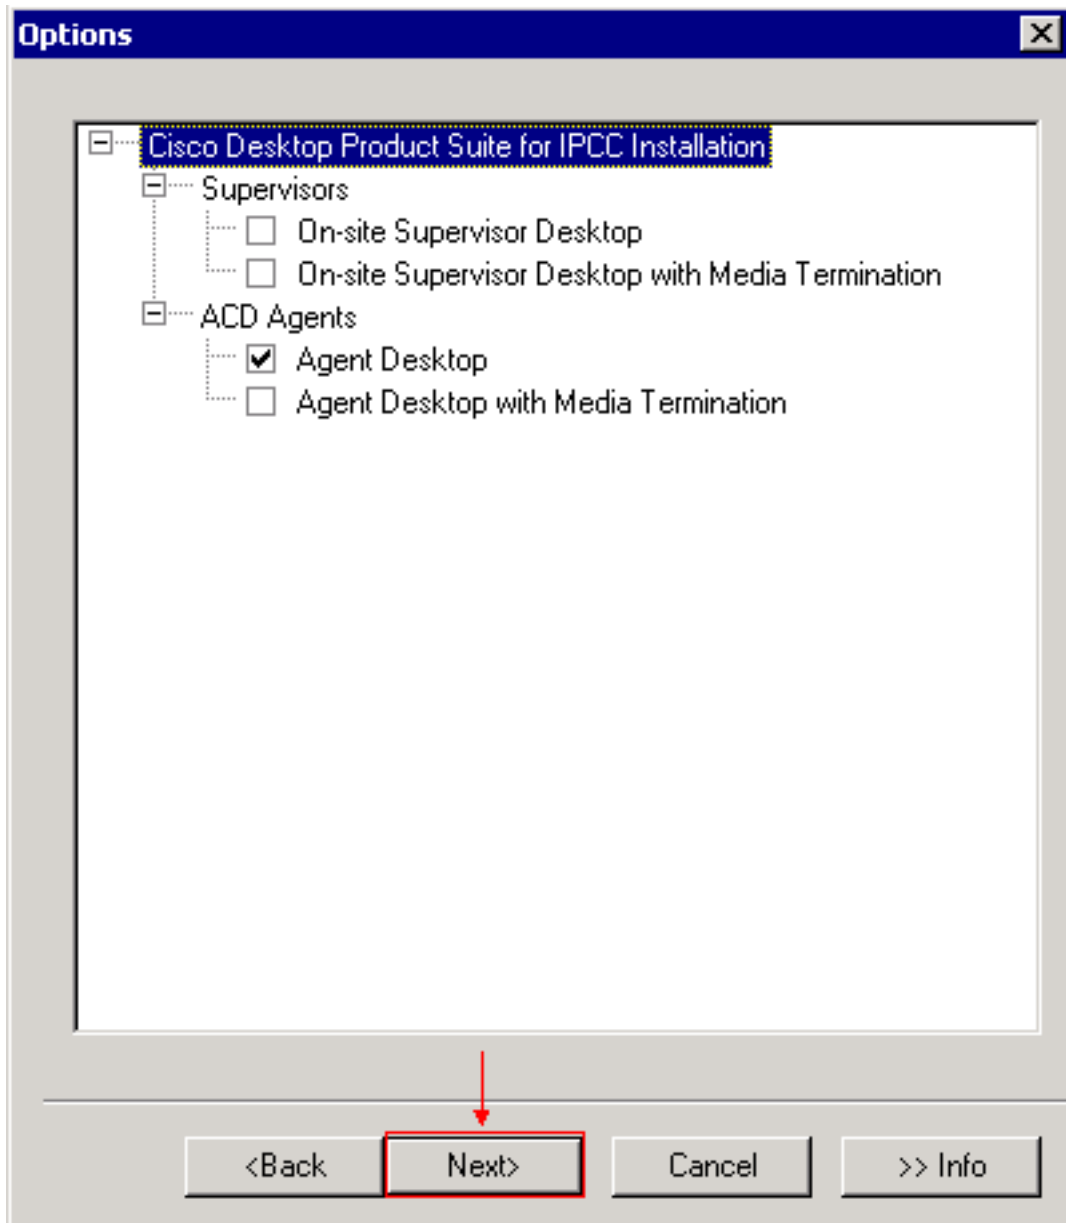 Options
Cisco Desktop Product Suite for IPCC Installation
Supervisors
On-site Supervisor Desktop
On-site Supervisor Desktop with Media Termination
ACD Agents
Agent Desktop
Agent Desktop with Media Termination
<Back
Next>
Cancel
>> Info